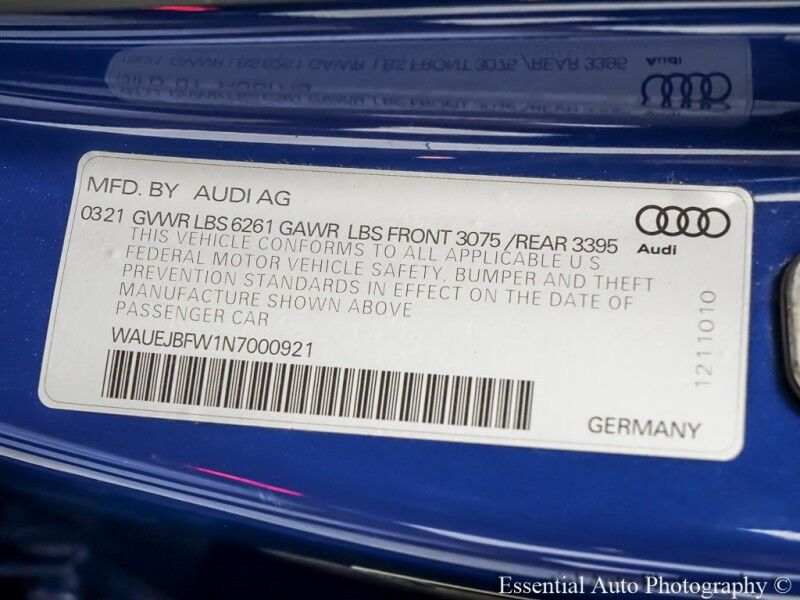 MFD. BY AUDI AG
0321 GVWR LBS 6261 GAWR LBS FRONT 3075 /REAR 3395
THIS VEHICLE CONFORMS TO ALL APPLICABLE U S
FEDERAL MOTOR VEHICLE SAFETY, BUMPER AND THEFT
PREVENTION STANDARDS IN EFFECT ON THE DATE OF
MANUFACTURE SHOWN ABOVE
PASSENGER CAR
WAUEJBFW1N7000921
Audi
1211010
GERMANY
Essential Auto Photography ©